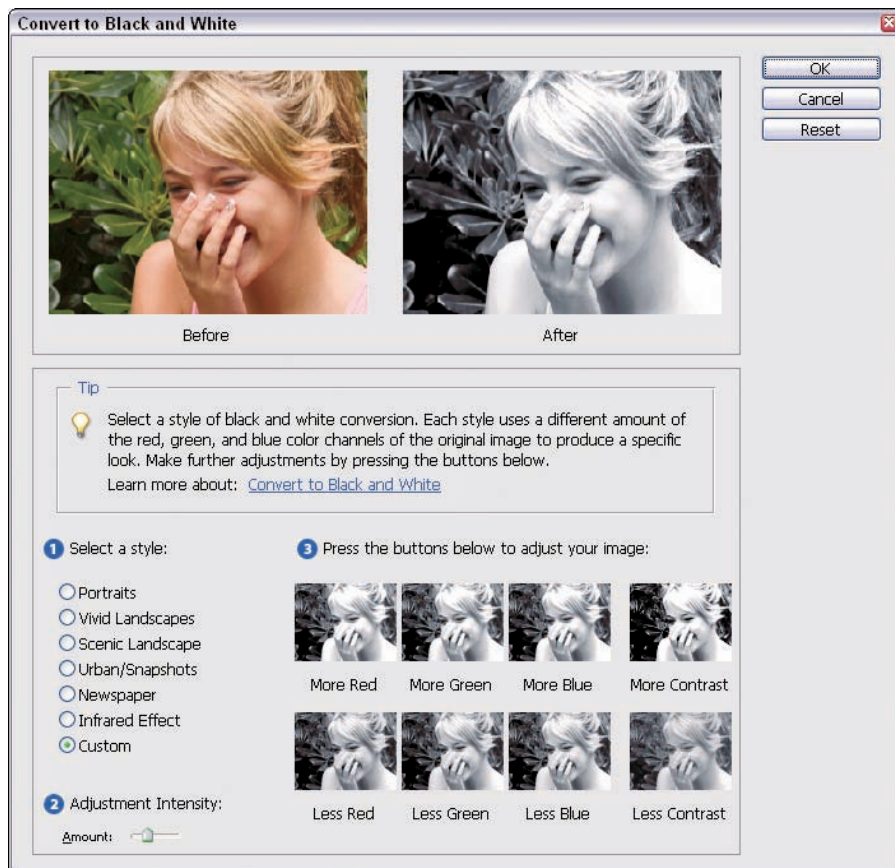 Convert to Black and White
OK
Cancel
Reset
Before
After
Tip
Select a style of black and white conversion. Each style uses a different amount of
the red, green, and blue color channels of the original image to produce a specific
look. Make further adjustments by pressing the buttons below.
Learn more about: Convert to Black and White
1 Select a style:
Portraits
Vivid Landscapes
Scenic Landscape
Urban/Snapshots
Newspaper
Infrared Effect
Custom
2 Adjustment Intensity:
Amount:
3 Press the buttons below to adjust your image:
More Red
More Green
More Blue
More Contrast
Less Red
Less Green
Less Blue
Less Contrast